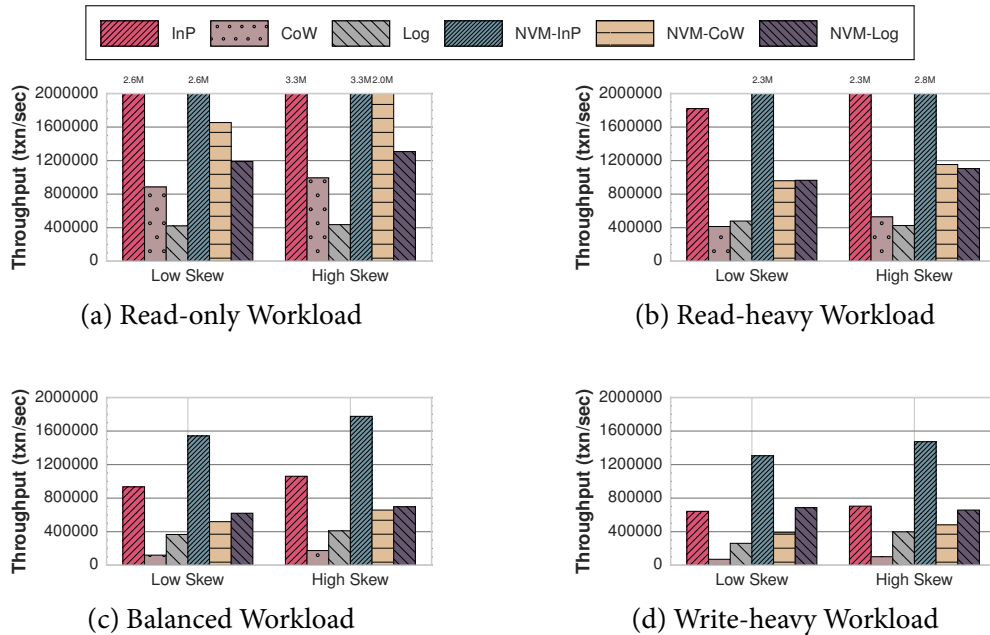 InP CoW Log NVM-InP NVM-CoW NVM-Log
2.6M 2.6M 3.3M 3.3M 2.0M
Throughput (txn/sec)
2000000
1600000
1200000
800000
400000
0
Low Skew High Skew
(a) Read-only Workload
2.3M 2.3M 2.8M
Throughput (txn/sec)
2000000
1600000
1200000
800000
400000
0
Low Skew High Skew
(b) Read-heavy Workload
Throughput (txn/sec)
2000000
1600000
1200000
800000
400000
0
Low Skew High Skew
(c) Balanced Workload
Throughput (txn/sec)
2000000
1600000
1200000
800000
400000
0
Low Skew High Skew
(d) Write-heavy Workload